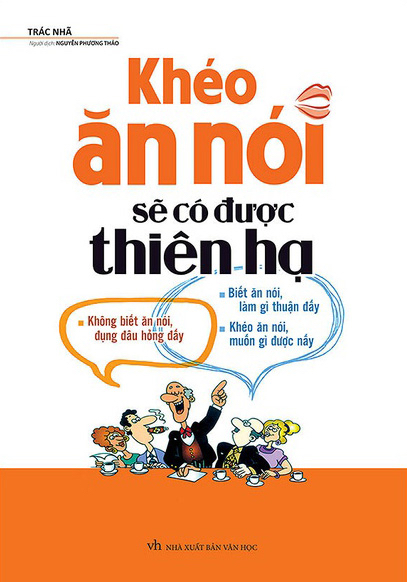 TRÁC NHÃ
Người dịch: NGUYỄN PHƯƠNG THẢO
Khéo
ăn nói
sẽ có được
thiên hạ
Biết ăn nói,
làm gì thuận đấy
Không biết ăn nói,
đụng đâu hỏng đấy
Khéo ăn nói,
muốn gì được nấy
vh NHÀ XUẤT BẢN VĂN HỌC